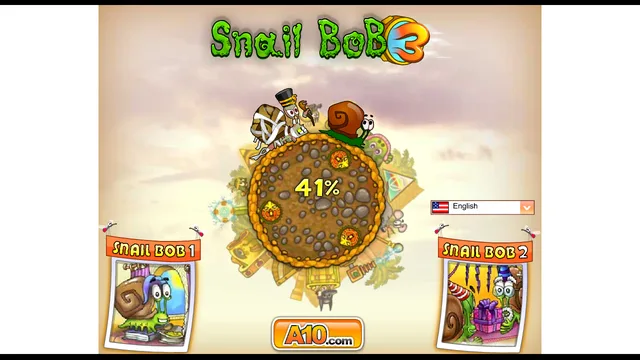 Snail BoB 3
41%
English
SNAIL BOB 1
SNAIL BOB 2
A10.com